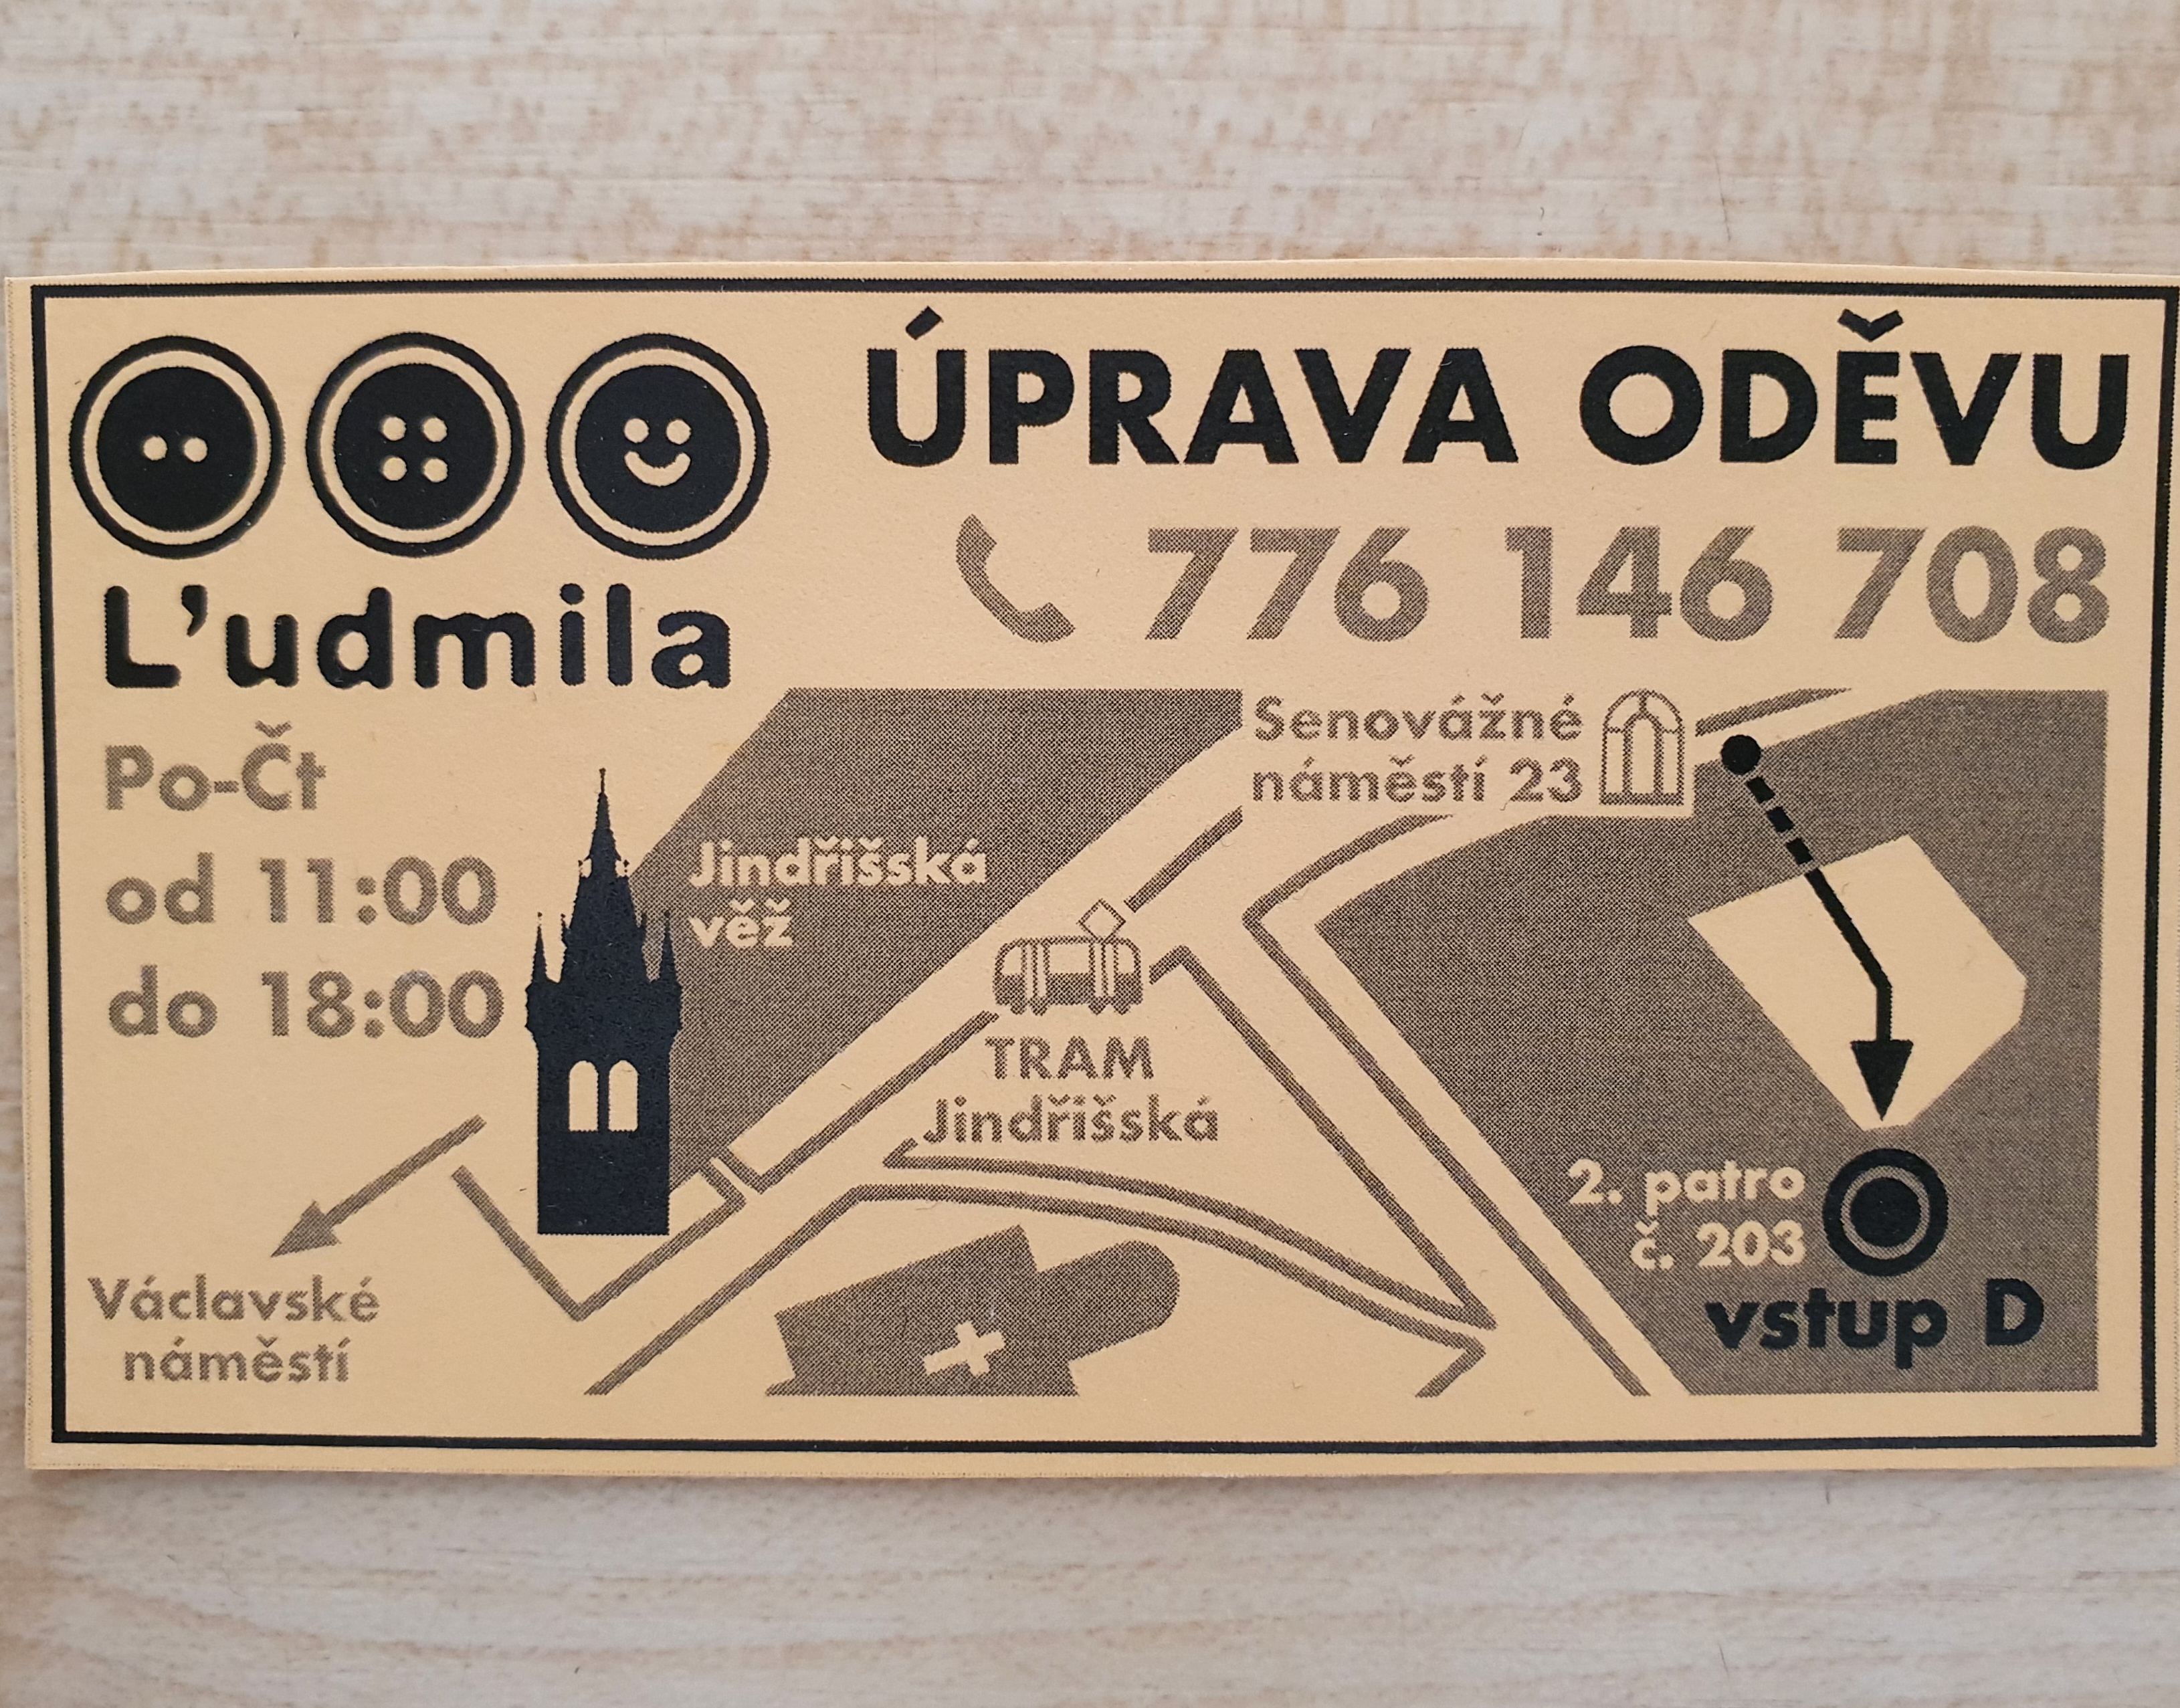 ÚPRAVA ODĚVU
776 146 708
L'udmila
Po-Čt
od 11:00
do 18:00
Senovážné
náměstí 23
Jindřišská
věž
TRAM
Jindřišská
2. patro
č. 203
vstup D
Václavské
náměstí